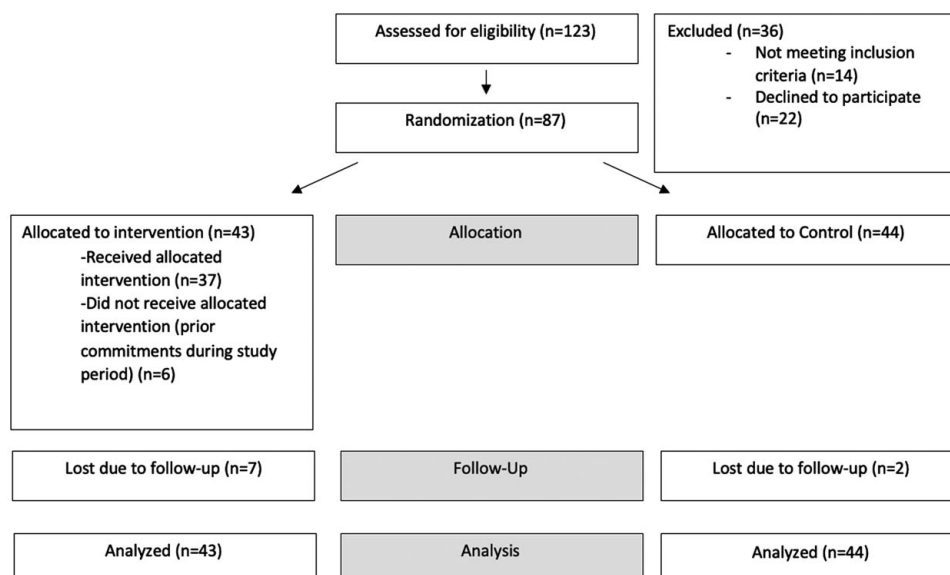 Assessed for eligibility (n=123)
Excluded (n=36)
- Not meeting inclusion
criteria (n=14)
- Declined to participate
(n=22)
Randomization (n=87)
Allocated to intervention (n=43)
-Received allocated
intervention (n=37)
-Did not receive allocated
intervention (prior
commitments during study
period) (n=6)
Allocation
Allocated to Control (n=44)
Lost due to follow-up (n=7)
Follow-Up
Lost due to follow-up (n=2)
Analyzed (n=43)
Analysis
Analyzed (n=44)